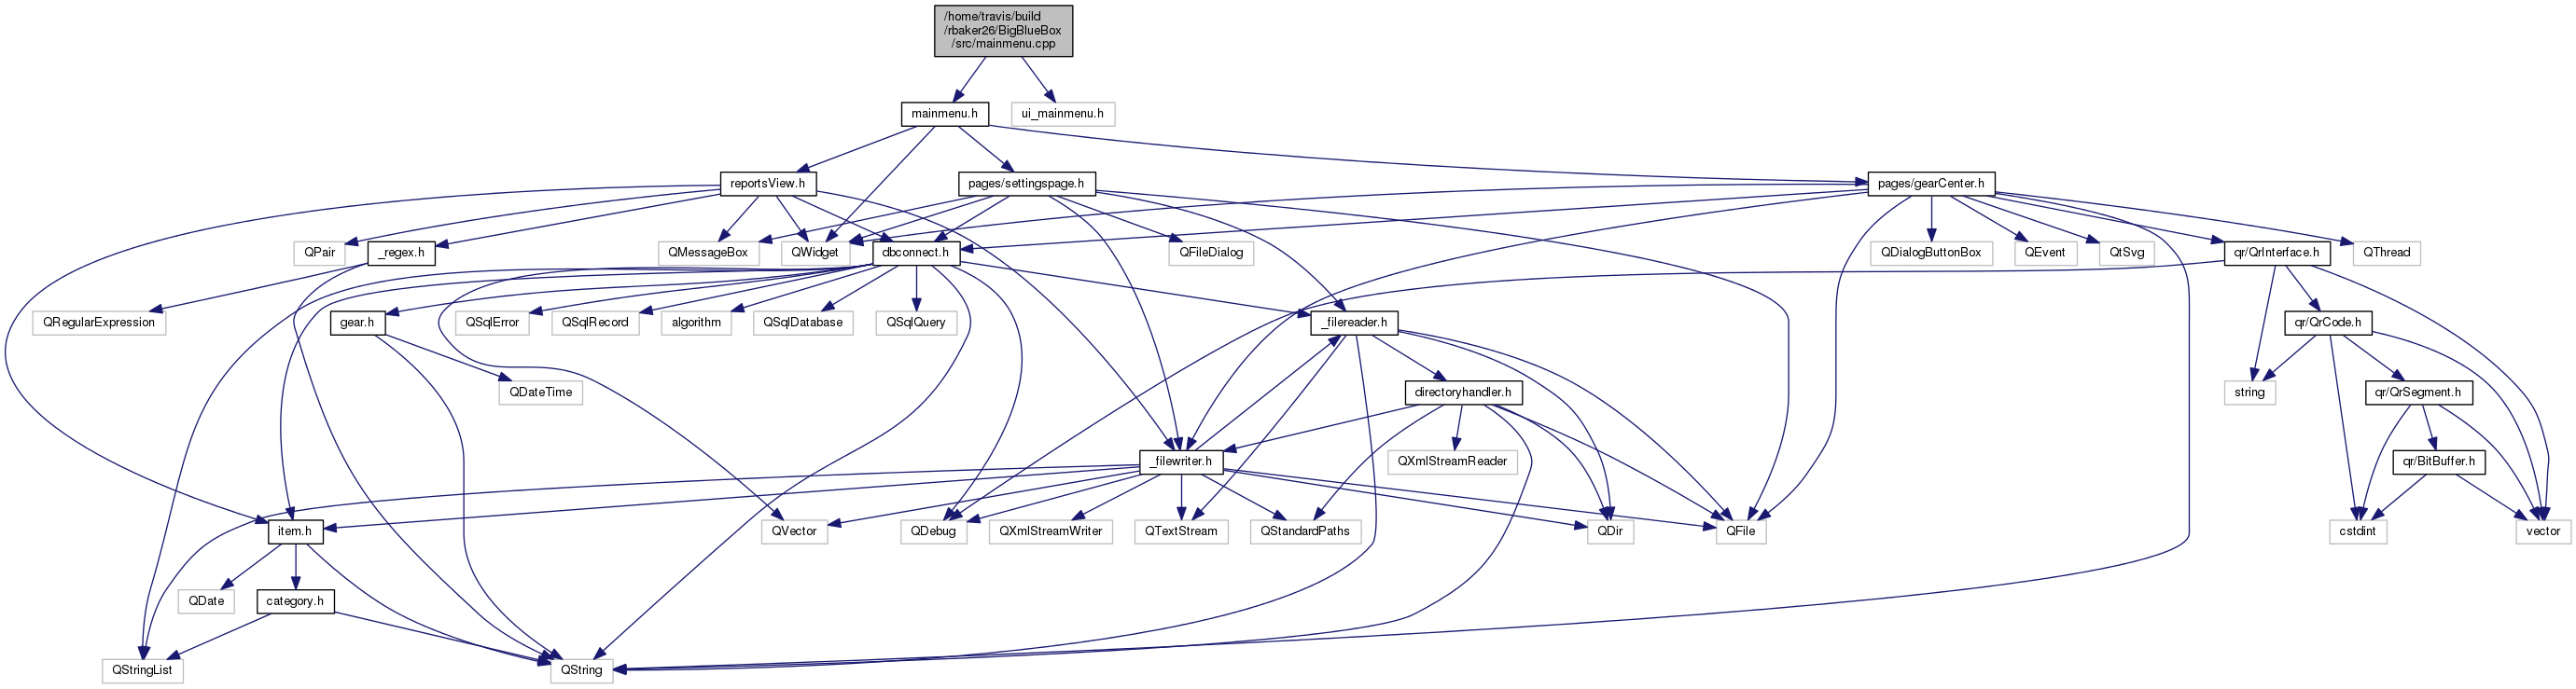 /home/travis/build
/rbaker26/BigBlueBox
/src/mainmenu.cpp
mainmenu.h
ui_mainmenu.h
reportsView.h
pages/settingspage.h
pages/gearCenter.h
QPair
_regex.h
QMessageBox
QWidget
dbconnect.h
QFileDialog
QDialogButtonBox
QEvent
QtSvg
qr/QrInterface.h
QThread
QRegularExpression
gear.h
QSqlError
QSqlRecord
algorithm
QSqlDatabase
QSqlQuery
_filereader.h
qr/QrCode.h
QDateTime
directoryhandler.h
string
qr/QrSegment.h
_filewriter.h
QXmlStreamReader
qr/BitBuffer.h
item.h
QVector
QDebug
QXmlStreamWriter
QTextStream
QStandardPaths
QDir
QFile
cstdint
vector
QDate
category.h
QStringList
QString